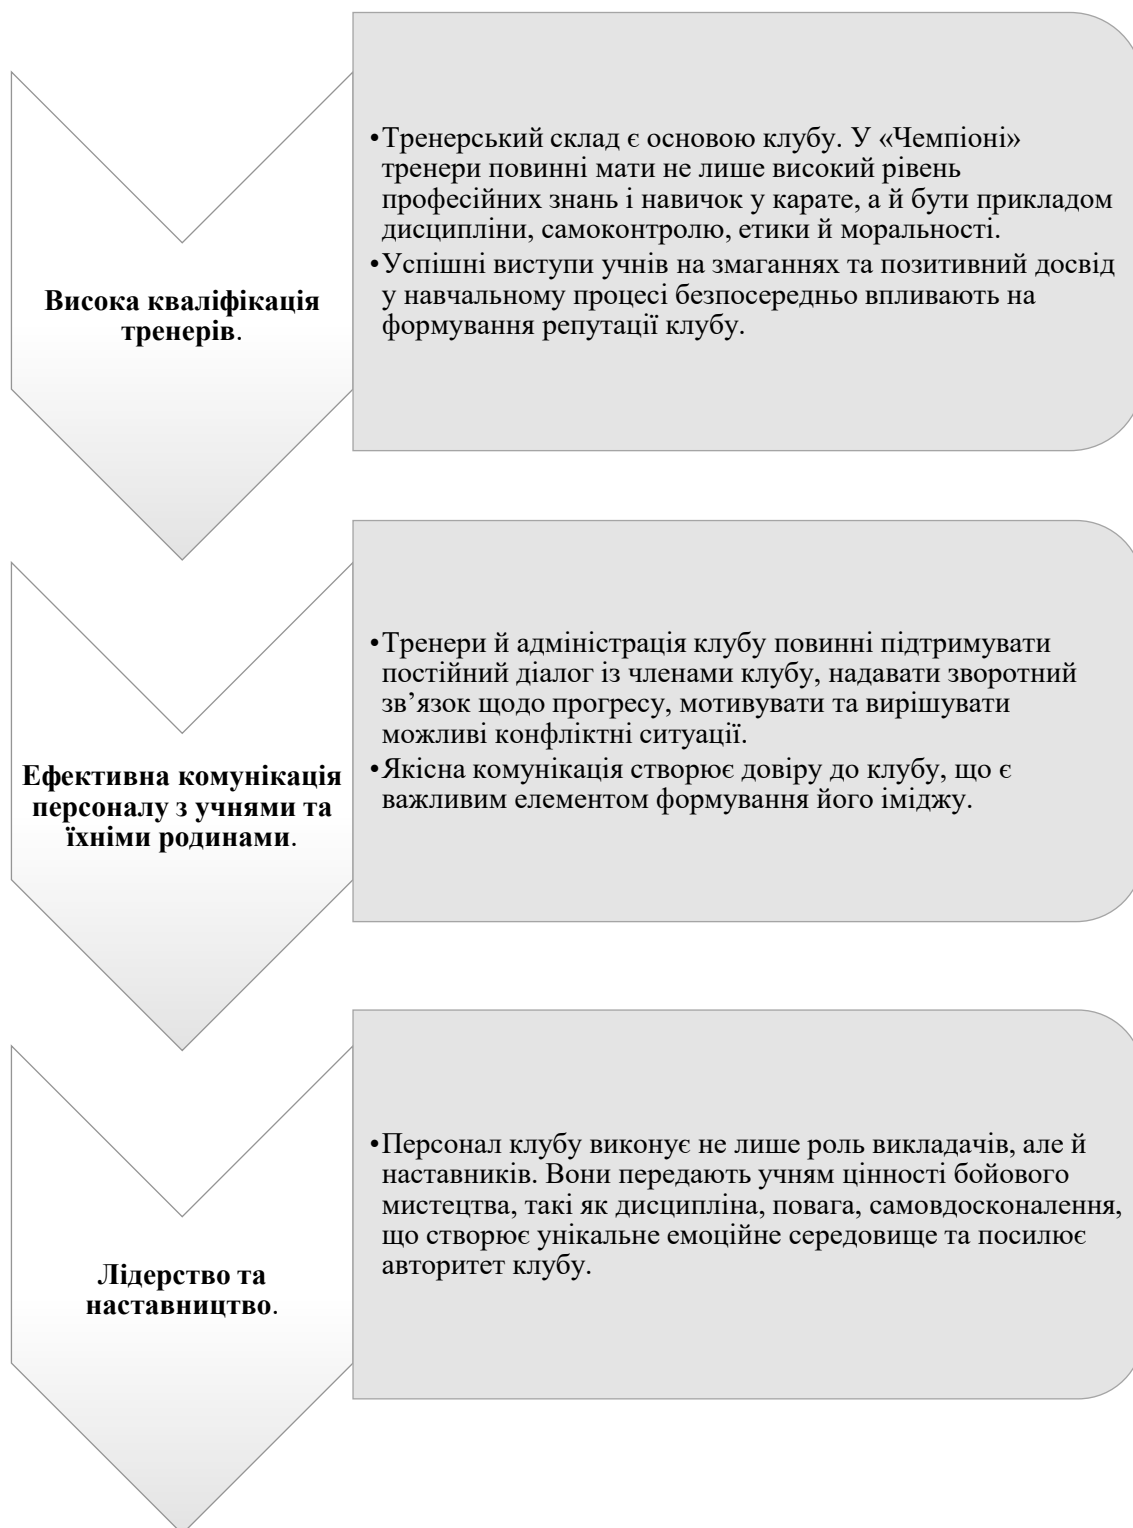 Висока кваліфікація
тренерів.
•Тренерський склад є основою клубу. У «Чемпіоні»
тренери повинні мати не лише високий рівень
професійних знань і навичок у карате, а й бути прикладом
дисципліни, самоконтролю, етики й моральності.
•Успішні виступи учнів на змаганнях та позитивний досвід
у навчальному процесі безпосередньо впливають на
формування репутації клубу.
Ефективна комунікація
персоналу з учнями та
їхніми родинами.
•Тренери й адміністрація клубу повинні підтримувати
постійний діалог із членами клубу, надавати зворотний
зв’язок щодо прогресу, мотивувати та вирішувати
можливі конфліктні ситуації.
•Якісна комунікація створює довіру до клубу, що є
важливим елементом формування його іміджу.
Лідерство та
наставництво.
•Персонал клубу виконує не лише роль викладачів, але й
наставників. Вони передають учням цінності бойового
мистецтва, такі як дисципліна, повага, самовдосконалення,
що створює унікальне емоційне середовище та посилює
авторитет клубу.